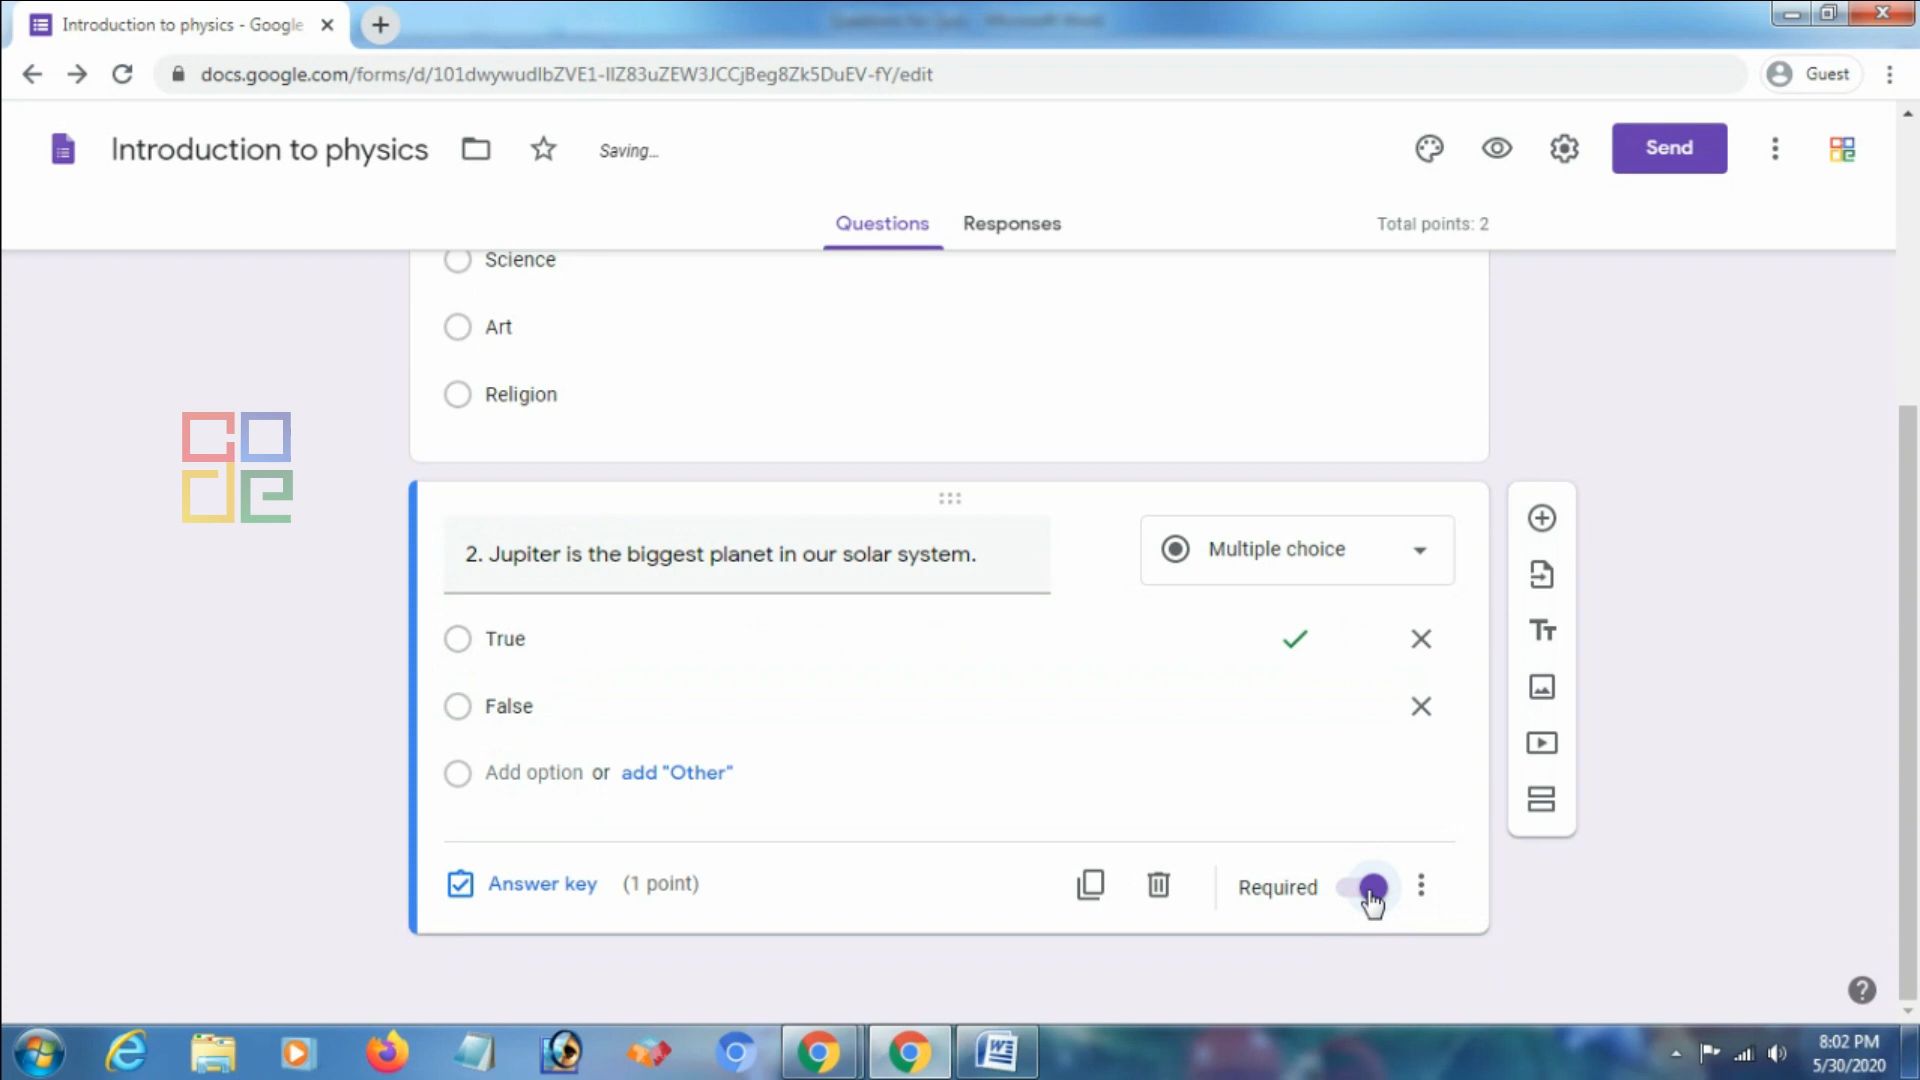 Introduction to physics - Google
docs.google.com/forms/d/101dwywudlbZVE1-IlZ83uZEW3JCCjBeg8Zk5DuEV-fY/edit
Guest
Introduction to physics
Saving...
Send
Questions
Responses
Total points: 2
Science
Art
Religion
2. Jupiter is the biggest planet in our solar system.
Multiple choice
True
False
Add option or add "Other"
Answer key (1 point)
Required
8:02 PM
5/30/2020